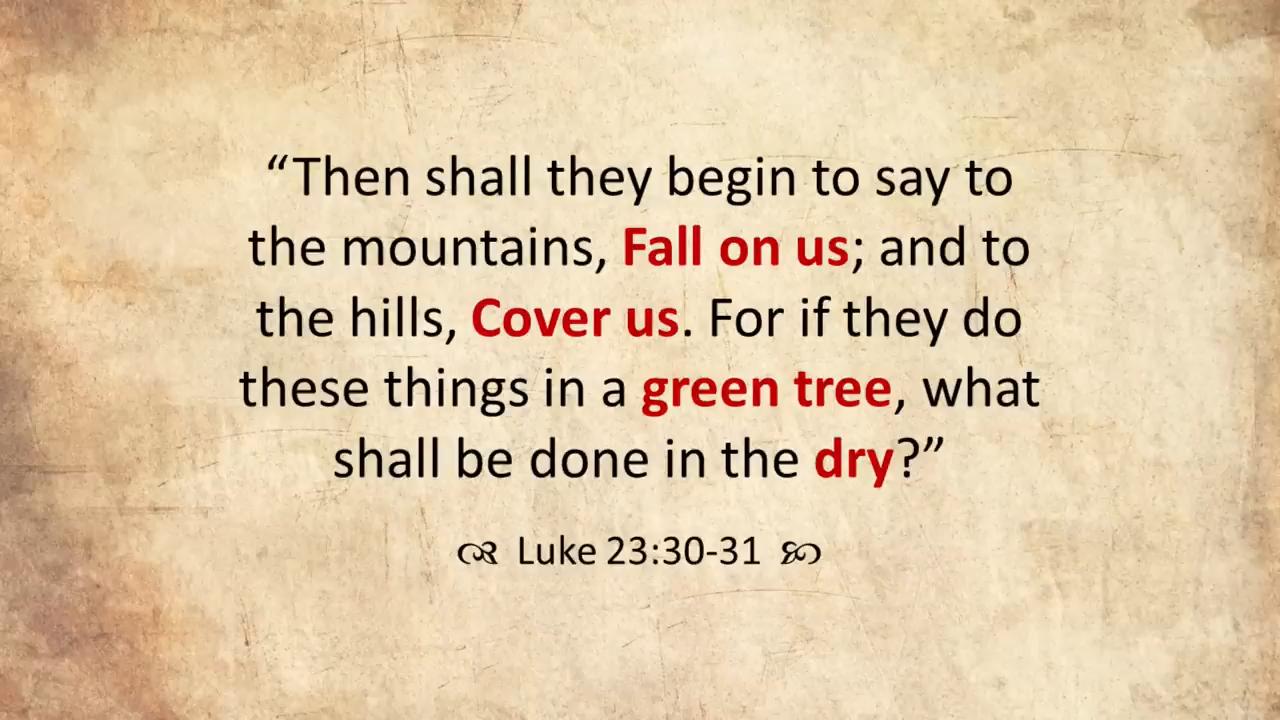 “Then shall they begin to say to
the mountains, Fall on us; and to
the hills, Cover us. For if they do
these things in a green tree, what
shall be done in the dry?”
Luke 23:30-31